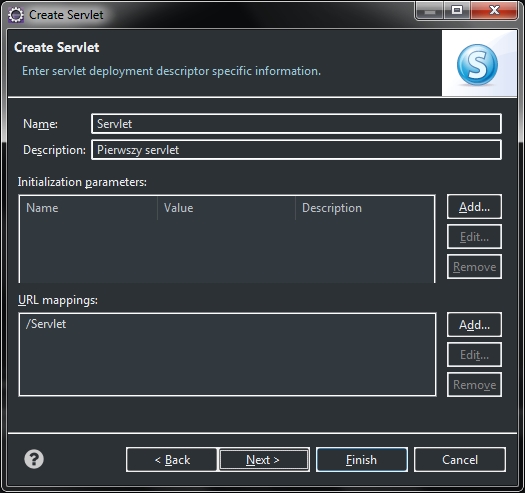 Create Servlet
Create Servlet
Enter servlet deployment descriptor specific information.
S
Name: Servlet
Description: Pierwszy servlet
Initialization parameters:
Name Value Description
Add...
Edit...
Remove
URL mappings:
/Servlet
Add...
Edit...
Remove
? < Back Next > Finish Cancel